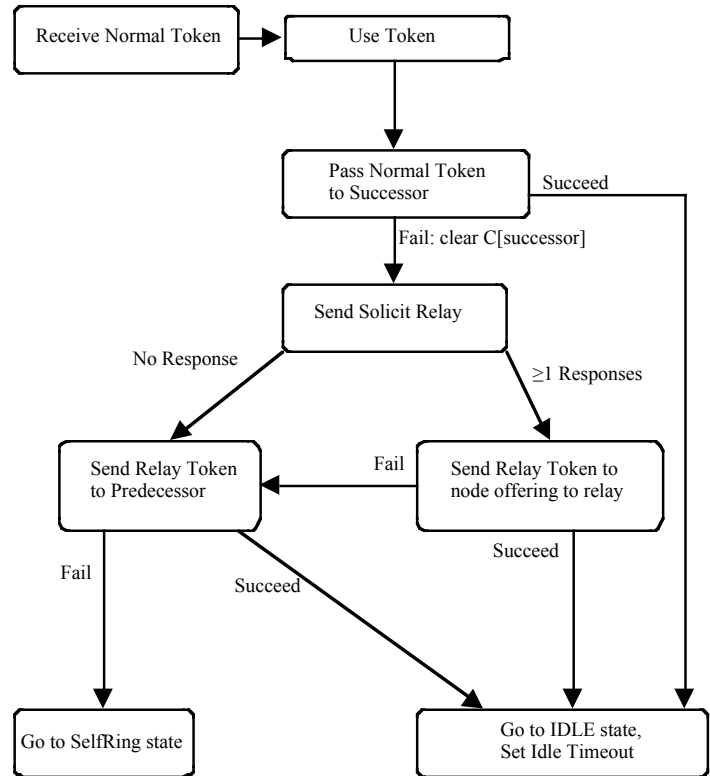 Receive Normal Token
Use Token
Pass Normal Token
to Successor
Succeed
Fail: clear C[successor]
Send Solicit Relay
No Response
≥1 Responses
Send Relay Token
to Predecessor
Fail
Send Relay Token to
node offering to relay
Fail
Succeed
Succeed
Go to SelfRing state
Go to IDLE state,
Set Idle Timeout